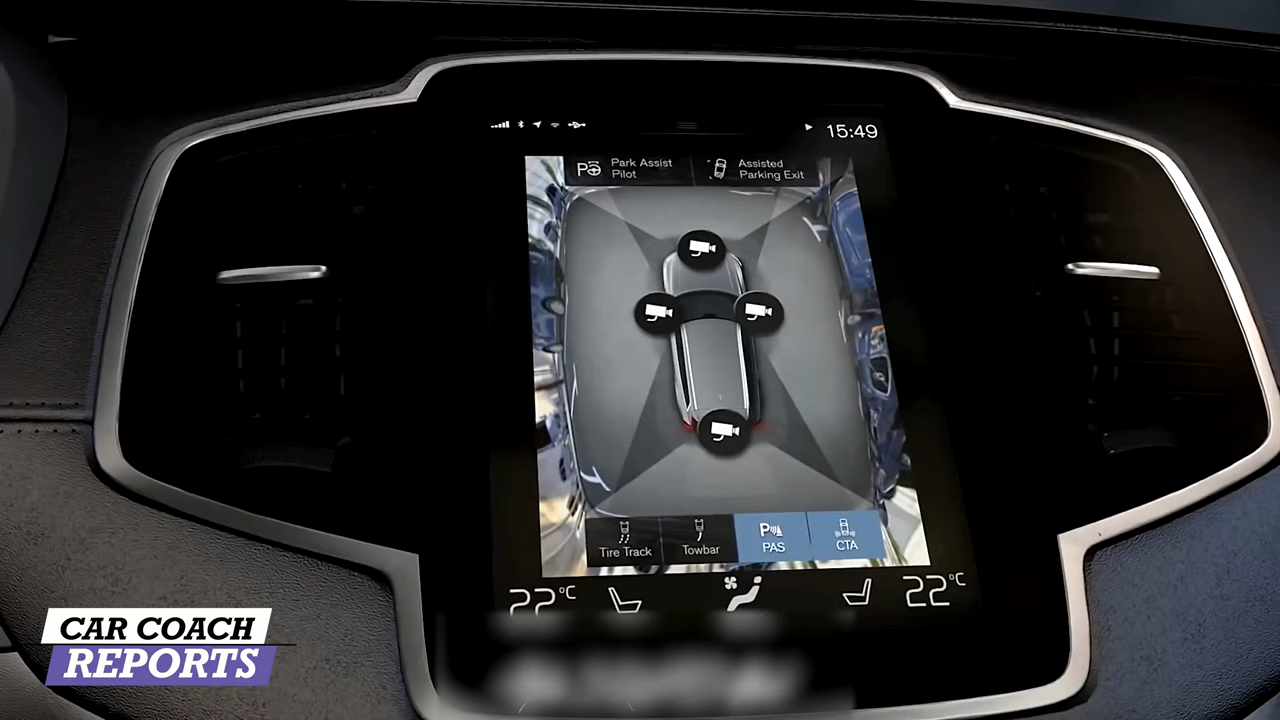 15:49
Park Assist
Pilot
Assisted
Parking Exit
Tire Track
Towbar
PAS
CTA
22°C
22°C
CAR COACH
REPORTS